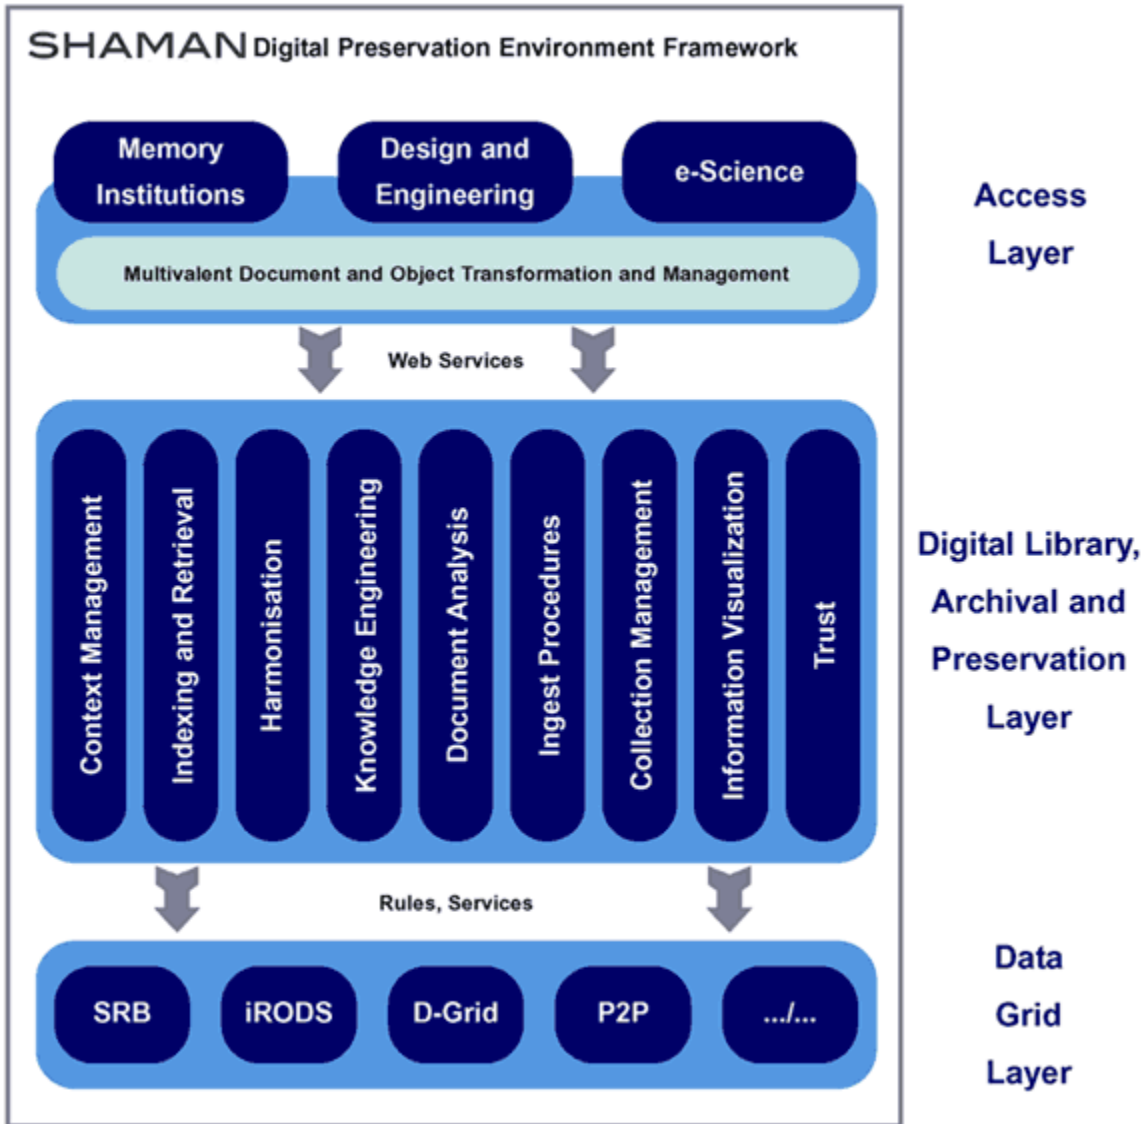 SHAMAN Digital Preservation Environment Framework
Memory
Institutions
Design and
Engineering
e-Science
Multivalent Document and Object Transformation and Management
Access
Layer
Web Services
Context Management
Indexing and Retrieval
Harmonisation
Knowledge Engineering
Document Analysis
Ingest Procedures
Collection Management
Information Visualization
Trust
Digital Library,
Archival and
Preservation
Layer
Rules, Services
SRB
iRODS
D-Grid
P2P
.../...
Data
Grid
Layer